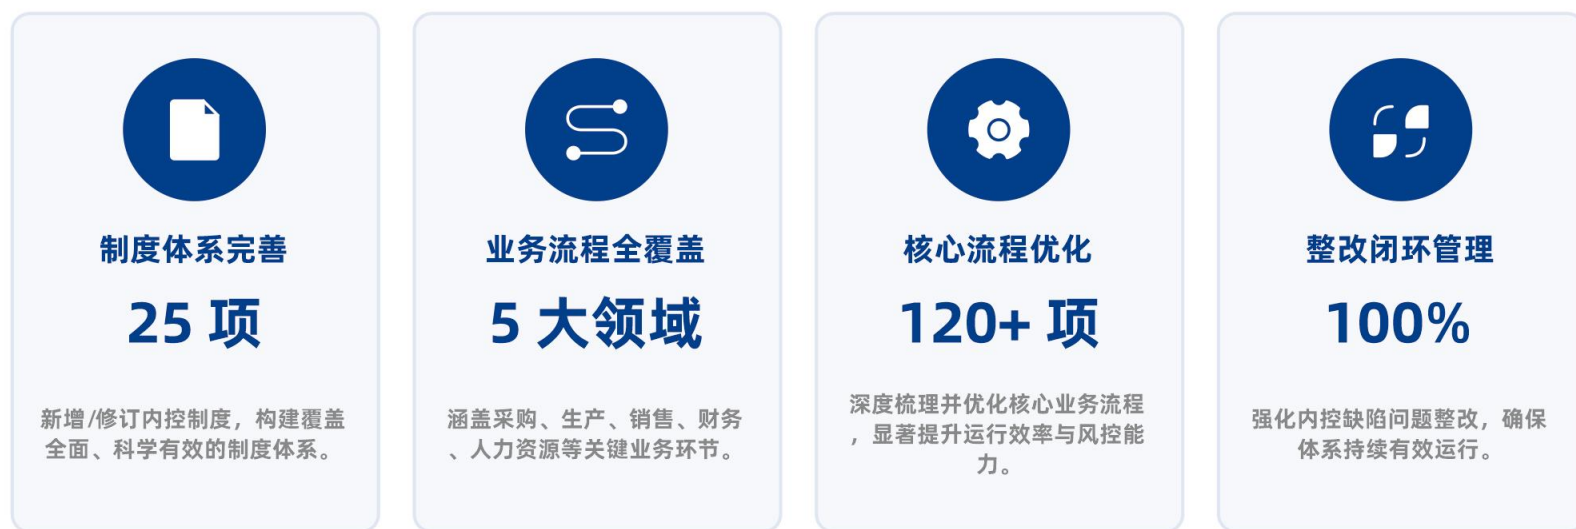 制度体系完善
25 项
新增/修订内控制度，构建覆盖
全面、科学有效的制度体系。
业务流程全覆盖
5 大领域
涵盖采购、生产、销售、财务
、人力资源等关键业务环节。
核心流程优化
120+ 项
深度梳理并优化核心业务流程
，显著提升运行效率与风控能
力。
整改闭环管理
100%
强化内控缺陷问题整改，确保
体系持续有效运行。